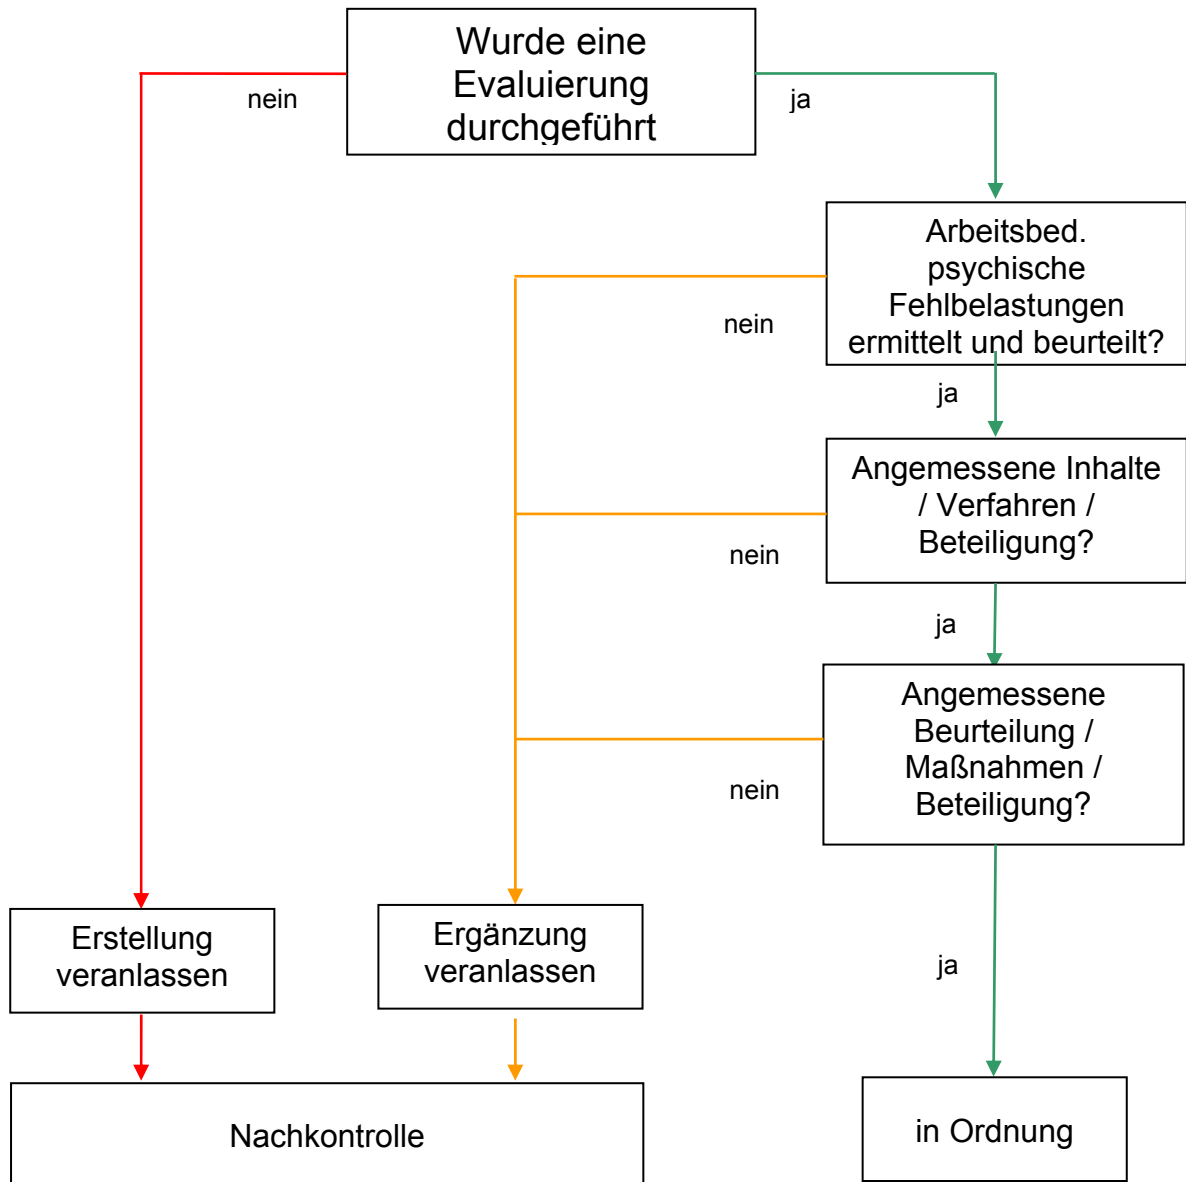 Wurde eine
Evaluierung
durchgeführt
nein
ja
Arbeitsbed.
psychische
Fehlbelastungen
ermittelt und beurteilt?
nein
ja
Angemessene Inhalte
/ Verfahren /
Beteiligung?
nein
ja
Angemessene
Beurteilung /
Maßnahmen /
Beteiligung?
nein
Erstellung
veranlassen
Ergänzung
veranlassen
ja
Nachkontrolle
in Ordnung